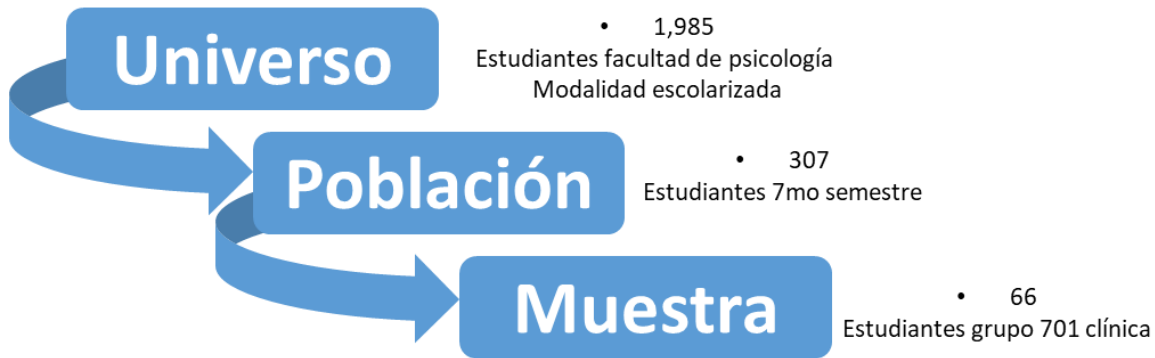 Universo
• 1,985
Estudiantes facultad de psicología
Modalidad escolarizada
Población
• 307
Estudiantes 7mo semestre
Muestra
• 66
Estudiantes grupo 701 clínica